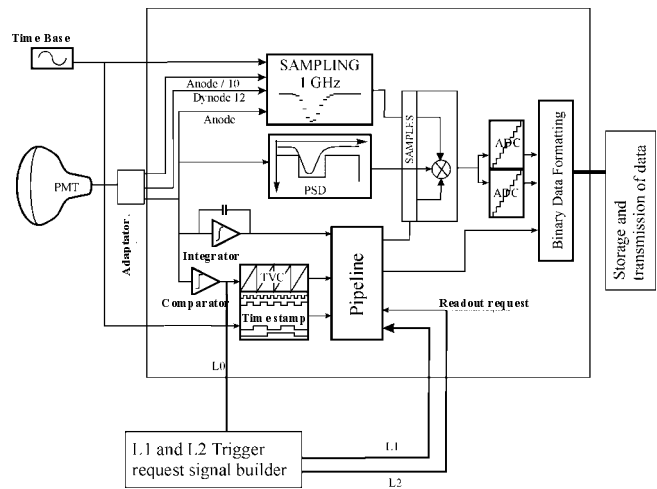 Time Base
SAMPLING
1 GHz
Anode / 10
Dynode 12
Anode
SAMPLES
ADC
ADC
PMT
Adaptator
PSD
Binary Data Formatting
Storage and
transmission of data
Integrator
Comparator
TVC
Timestamp
Pipeline
Readout request
L0
L1 and L2 Trigger
request signal builder
L1
L2